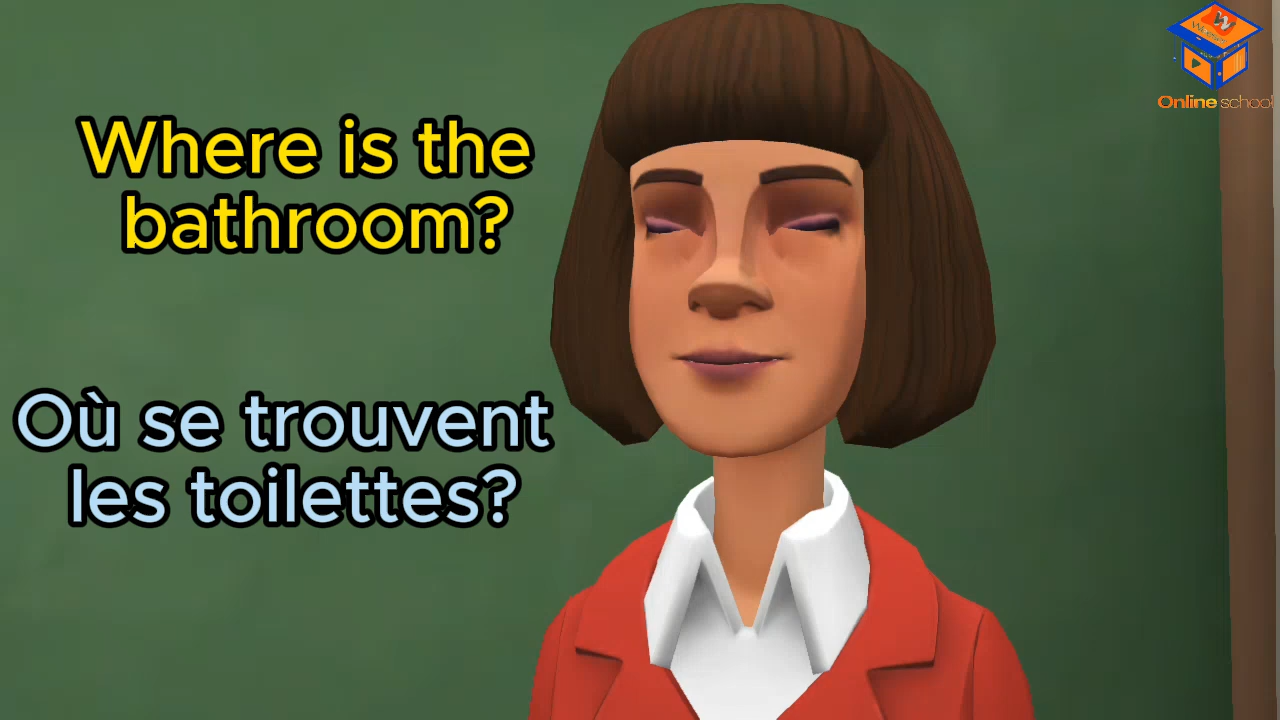 Where is the
bathroom?
Où se trouvent
les toilettes?
W
Online school